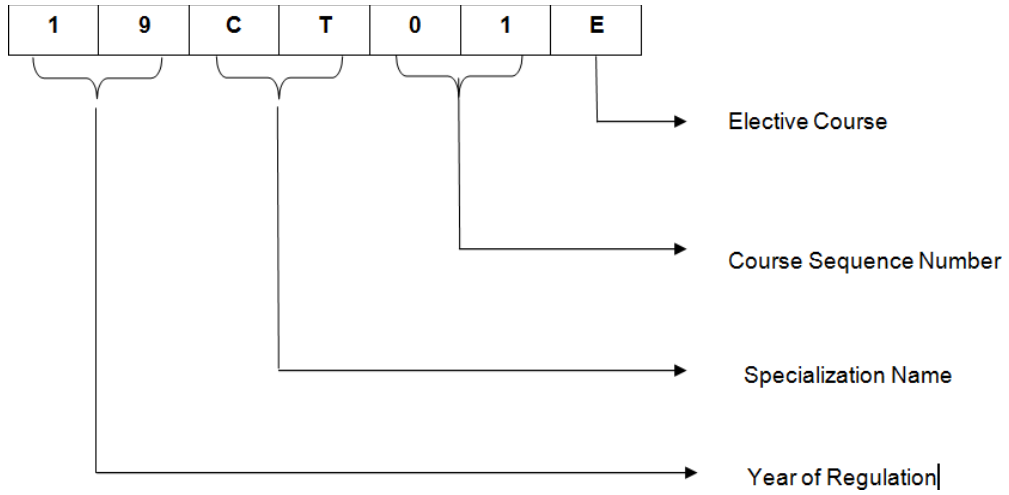 1 9 C T 0 1 E
Elective Course
Course Sequence Number
Specialization Name
Year of Regulation